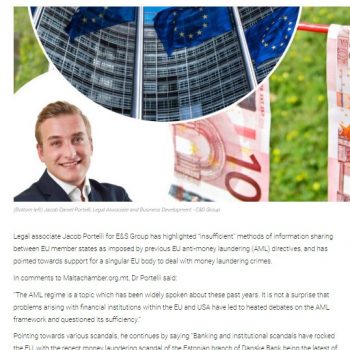 (Bottom left) Jacob Daniel Portelli, Legal Associate and Business Development - E&S Group
Legal associate Jacob Portelli for E&S Group has highlighted "insufficient" methods of information sharing
between EU member states as imposed by previous EU anti-money laundering (AML) directives, and has
pointed towards support for a singular EU body to deal with money laundering crimes.
In comments to Maltachamber.org.mt, Dr Portelli said:
"The AML regime is a topic which has been widely spoken about these past years. It is not a surprise that
problems arising with financial institutions within the EU and USA have led to heated debates on the AML
framework and questioned its sufficiency."
Pointing towards various scandals, he continues by saying "Banking and institutional scandals have rocked
the EU, with the recent money laundering scandal of the Estonian branch of Danske Bank being the latest of